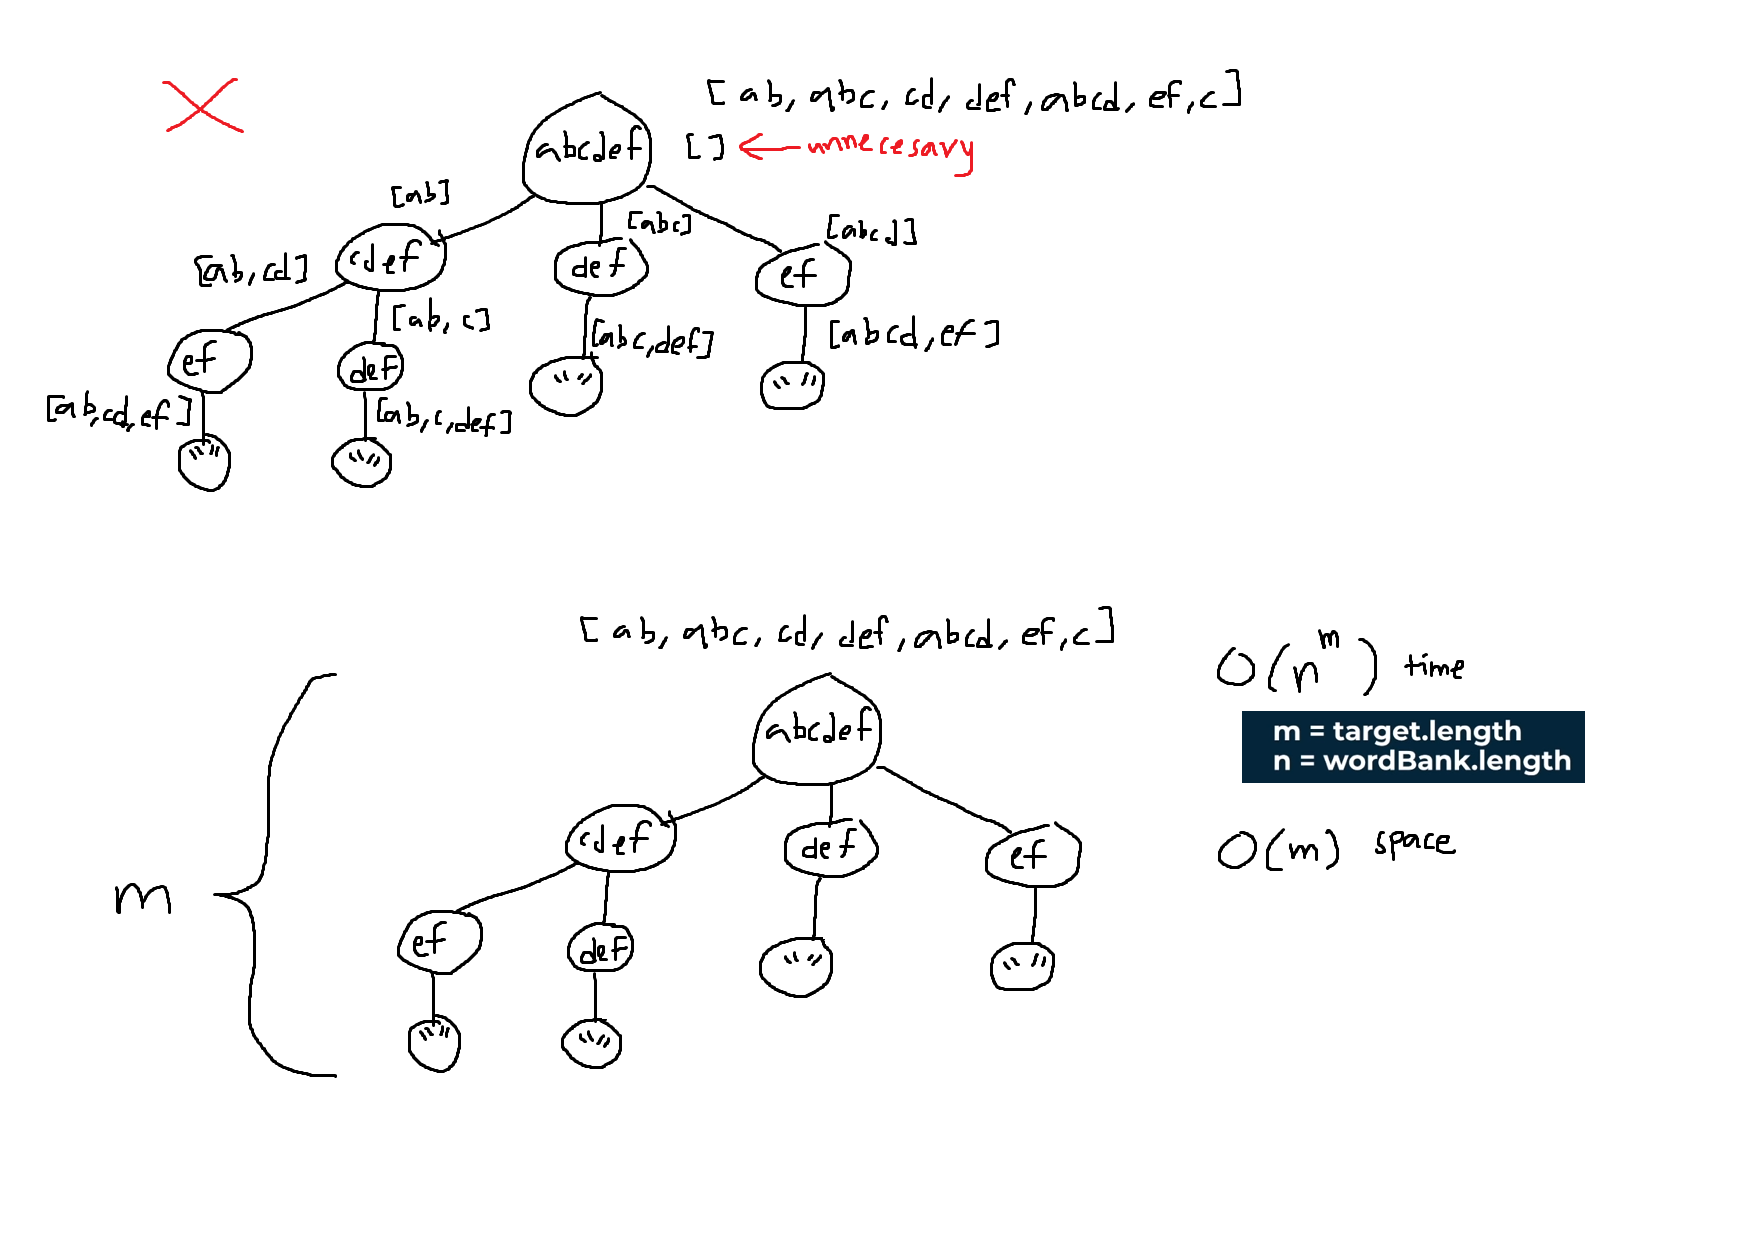 [ab, abc, cd, def, abcd, ef, c]
abcdef
[] ← unnecesary
[ab]
[abc]
[abcd]
cdef
def
ef
[ab, cd]
[ab, c]
[abc, def]
[abcd, ef]
ef
def
""
""
[ab, cd, ef]
[ab, c, def]
""
""
[ab, abc, cd, def, abcd, ef, c]
O(n^m) time
m = target.length
n = wordBank.length
abcdef
cdef
def
ef
O(m) space
m
ef
def
""
""
""
""